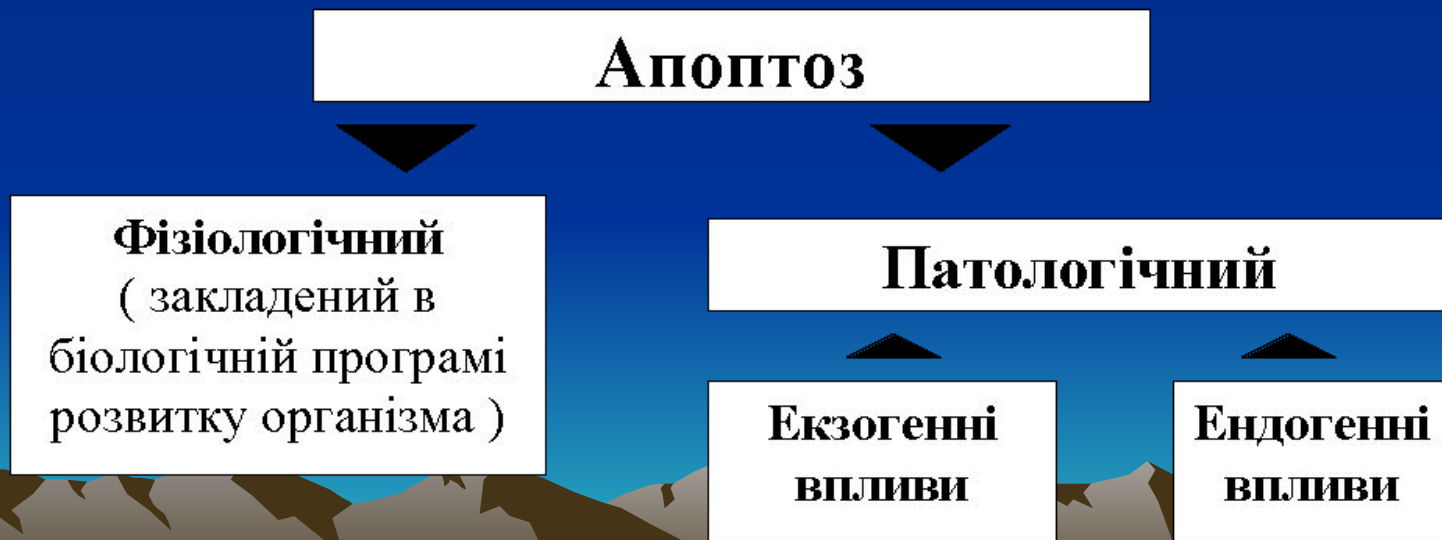 Апоптоз
Фізіологічний
( закладений в
біологічній програмі
розвитку організма )
Патологічний
Екзогенні
впливи
Ендогенні
впливи